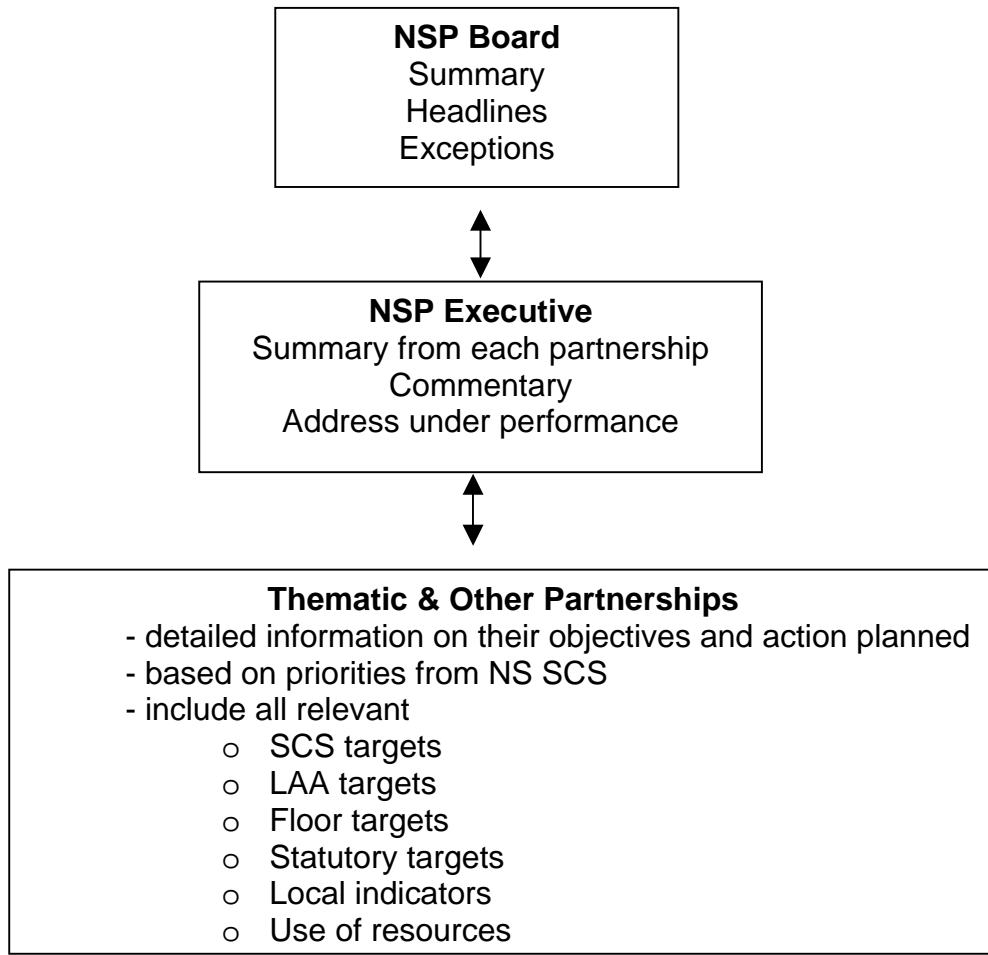 NSP Board
Summary
Headlines
Exceptions
NSP Executive
Summary from each partnership
Commentary
Address under performance
Thematic & Other Partnerships
- detailed information on their objectives and action planned
- based on priorities from NS SCS
- include all relevant
o SCS targets
o LAA targets
o Floor targets
o Statutory targets
o Local indicators
o Use of resources